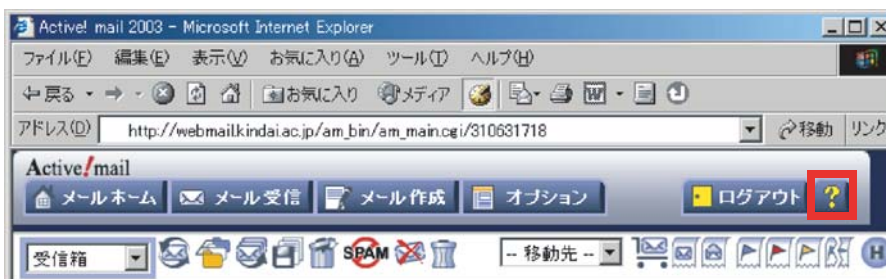 Active! mail 2003 - Microsoft Internet Explorer
ファイル(F) 編集(E) 表示(V) お気に入り(A) ツール(T) ヘルプ(H)
戻る お気に入り メディア W
アドレス(D) http://webmail.kindai.ac.jp/am_bin/am_main.cgi/310631718 移動 リンク
Active!mail
メールホーム メール受信 メール作成 オプション ログアウト ?
受信箱 SPAM -- 移動先 -- H